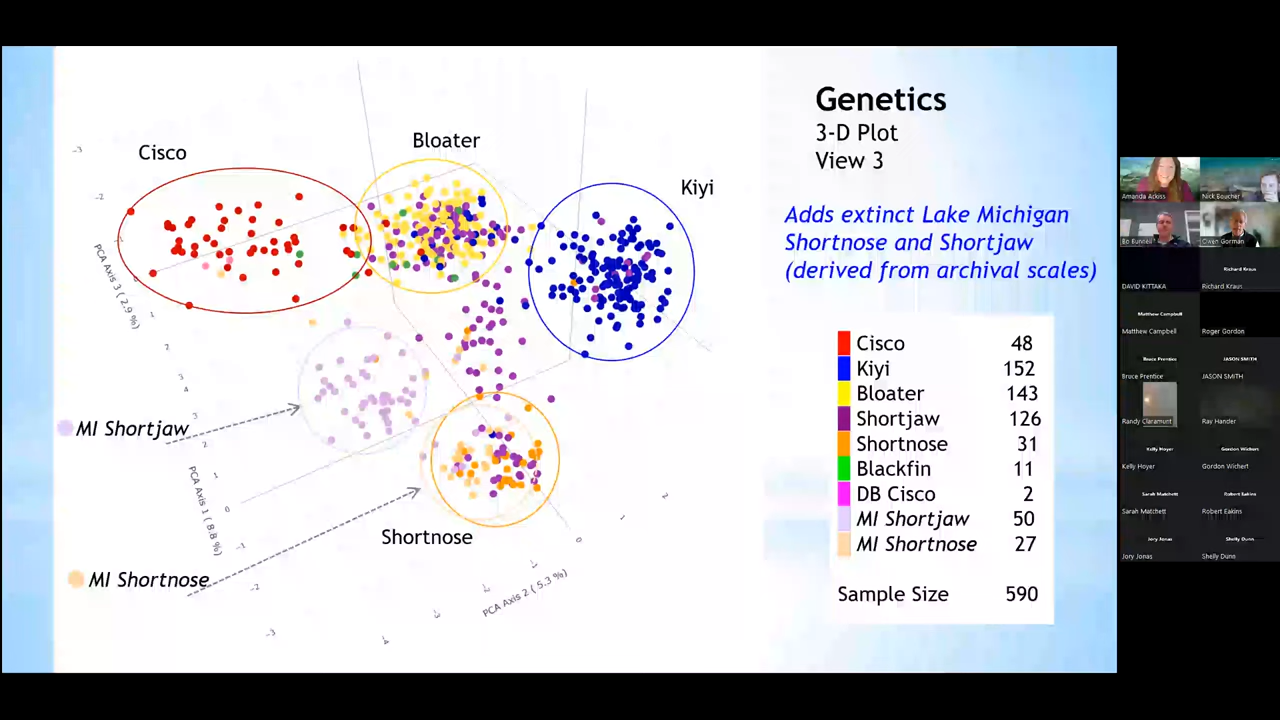 Genetics
3-D Plot
View 3
Adds extinct Lake Michigan
Shortnose and Shortjaw
(derived from archival scales)
Cisco
Bloater
Kiyi
MI Shortjaw
Shortnose
MI Shortnose
PCA Axis 3 ( 2.9 %)
PCA Axis 1 ( 8.8 %)
PCA Axis 2 ( 5.3 %)
Cisco 48
Kiyi 152
Bloater 143
Shortjaw 126
Shortnose 31
Blackfin 11
DB Cisco 2
MI Shortjaw 50
MI Shortnose 27
Sample Size 590
Amanda Ackiss
Nick Boucher
Bo Bunnell
Owen Gorman
DAVID KITTAKA
Richard Kraus
Richard Kraus
Matthew Campbell
Matthew Campbell
Roger Gordon
Bruce Prentice
JASON SMITH
Bruce Prentice
JASON SMITH
Randy Claramunt
Ray Hander
Kelly Hoyer
Gordon Wichert
Kelly Hoyer
Gordon Wichert
Sarah Matchett
Robert Eakins
Sarah Matchett
Robert Eakins
Jory Jonas
Shelly Dunn
Jory Jonas
Shelly Dunn